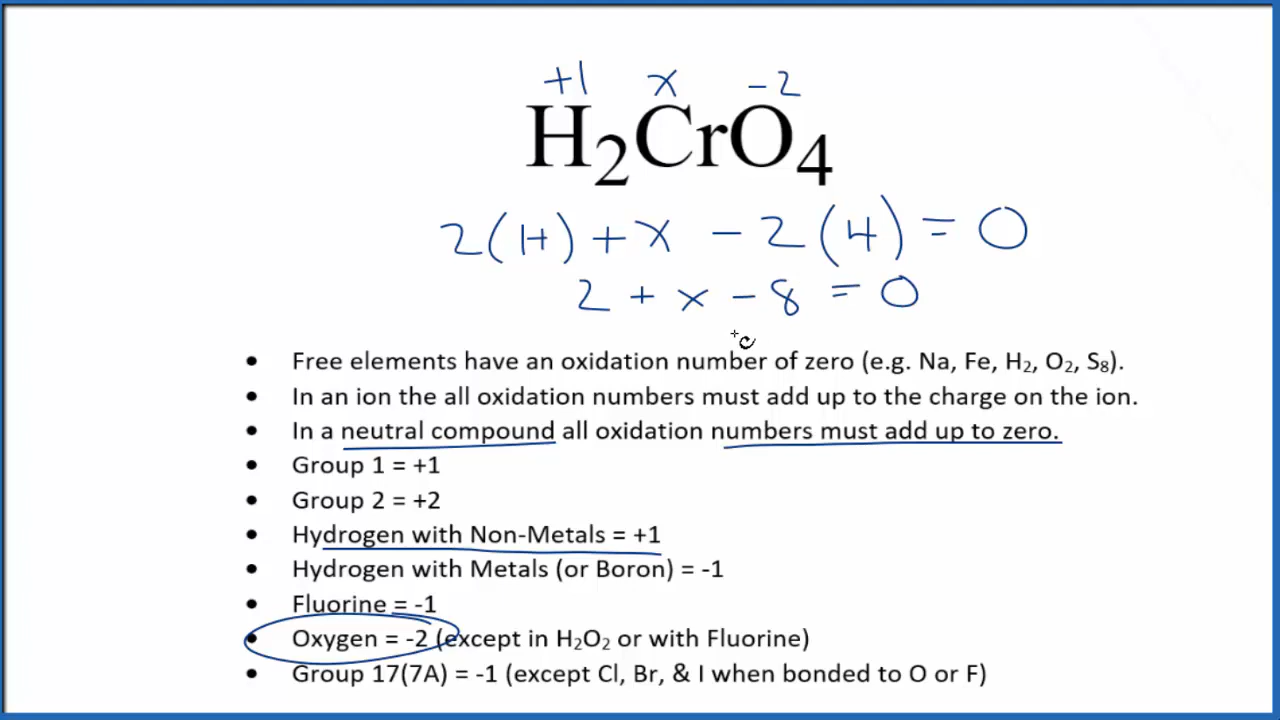 +1 x -2
H₂CrO₄
2(1+) + x - 2(4) = 0
2 + x - 8 = 0
• Free elements have an oxidation number of zero (e.g. Na, Fe, H₂, O₂, S₈).
• In an ion the all oxidation numbers must add up to the charge on the ion.
• In a neutral compound all oxidation numbers must add up to zero.
• Group 1 = +1
• Group 2 = +2
• Hydrogen with Non-Metals = +1
• Hydrogen with Metals (or Boron) = -1
• Fluorine = -1
• Oxygen = -2 (except in H₂O₂ or with Fluorine)
• Group 17(7A) = -1 (except Cl, Br, & I when bonded to O or F)